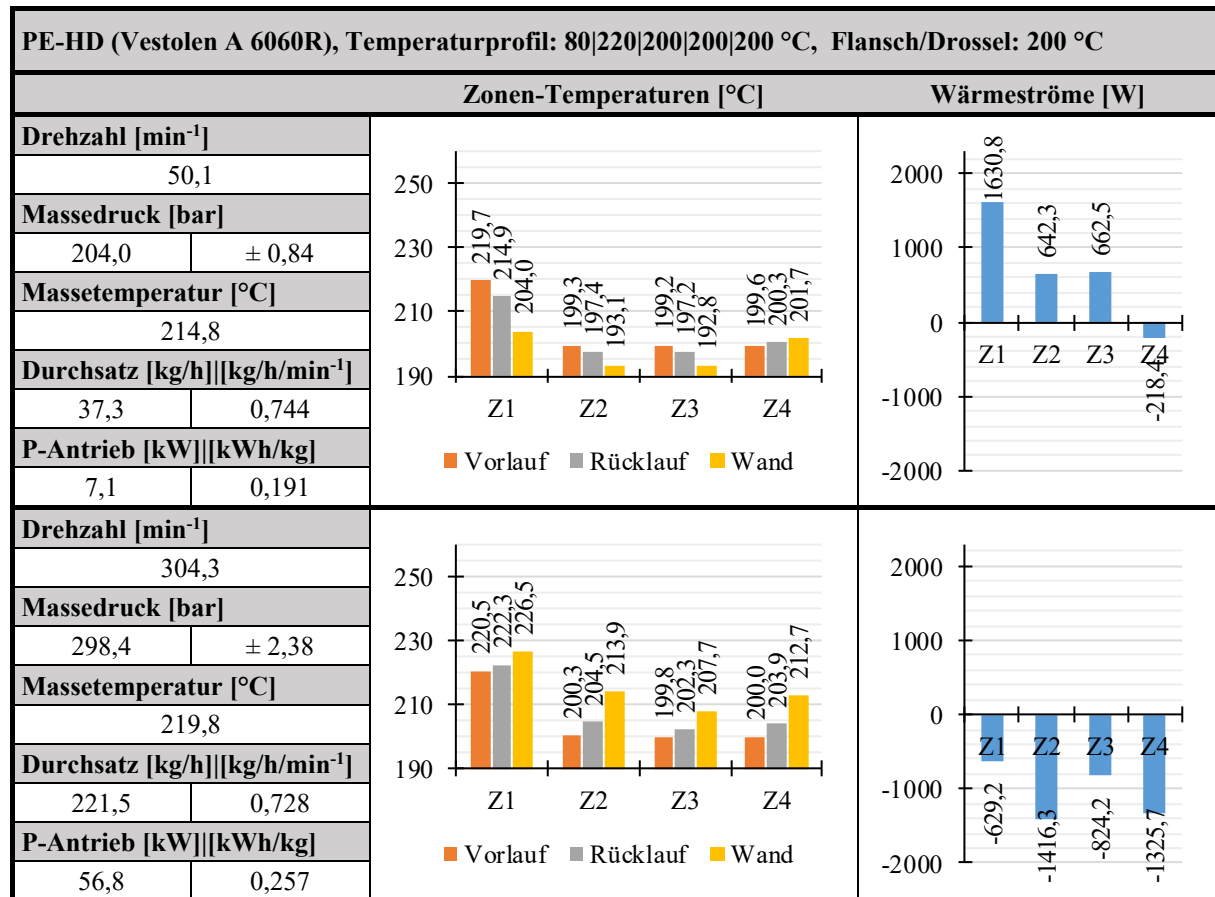 PE-HD (Vestolen A 6060R), Temperaturprofil: 80|220|200|200|200 °C, Flansch/Drossel: 200 °C
Zonen-Temperaturen [°C] Wärmeströme [W]
Drehzahl [min-1]
50,1
Massedruck [bar]
204,0 ± 0,84
Massetemperatur [°C]
214,8
Durchsatz [kg/h]|[kg/h/min-1]
37,3 0,744
P-Antrieb [kW]|[kWh/kg]
7,1 0,191
250
230
210
190
219,7 214,9 204,0 199,3 197,4 193,1 199,2 197,2 192,8 199,6 200,3 201,7
Z1 Z2 Z3 Z4
Vorlauf Rücklauf Wand
2000
1000
0
-1000
-2000
1630,8 642,3 662,5 -218,4
Z1 Z2 Z3 Z4
Drehzahl [min-1]
304,3
Massedruck [bar]
298,4 ± 2,38
Massetemperatur [°C]
219,8
Durchsatz [kg/h]|[kg/h/min-1]
221,5 0,728
P-Antrieb [kW]|[kWh/kg]
56,8 0,257
250
230
210
190
220,5 222,3 226,5 200,3 204,5 213,9 199,8 202,3 207,7 200,0 203,9 212,7
Z1 Z2 Z3 Z4
Vorlauf Rücklauf Wand
2000
1000
0
-1000
-2000
Z1 Z2 Z3 Z4
-629,2 -1416,3 -824,2 -1325,7